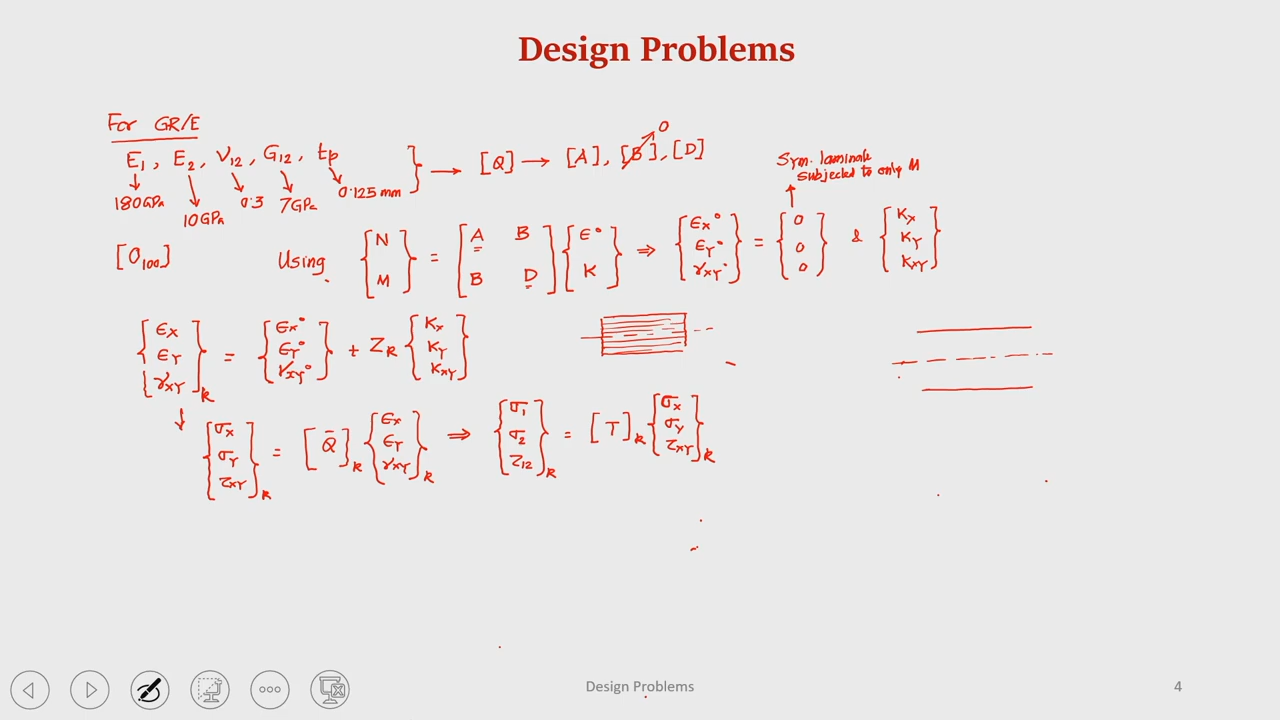 Design Problems
For GR/E
E1, E2, ν12, G12, tp } → [Q] → [A], [B]↗0, [D]
180GPa 10GPa 0.3 7GPa 0.125 mm
Sym. laminate
subjected to only M
[0100] Using {N M} = [A B B D] {ϵ° K} ⇒ {ϵx° ϵy° γxy°} = {0 0 0} & {Kx Ky Kxy}
{ϵx ϵy γxy}k = {ϵx° ϵy° γxy°} + Zk {Kx Ky Kxy}
{σx σy τxy}k = [Q̄]k {ϵx ϵy γxy}k ⇒ {σ1 σ2 τ12}k = [T]k {σx σy τxy}k
Design Problems
4